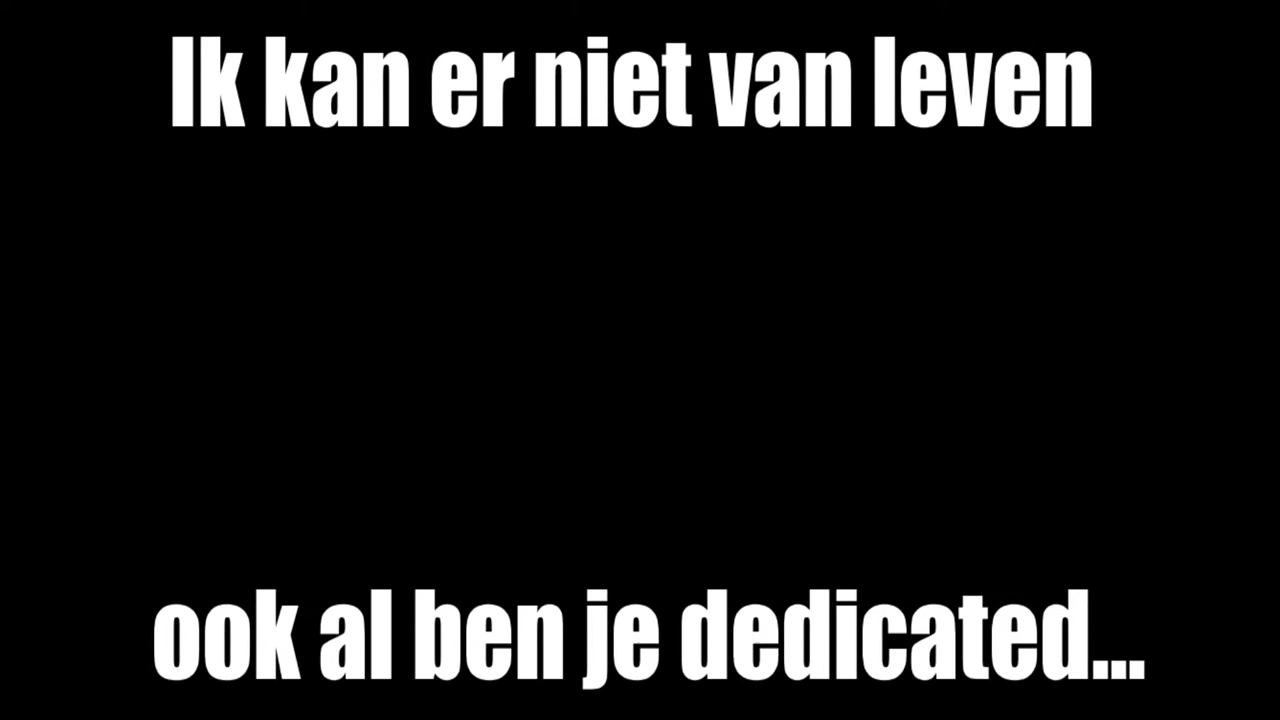 Ik kan er niet van leven
ook al ben je dedicated...